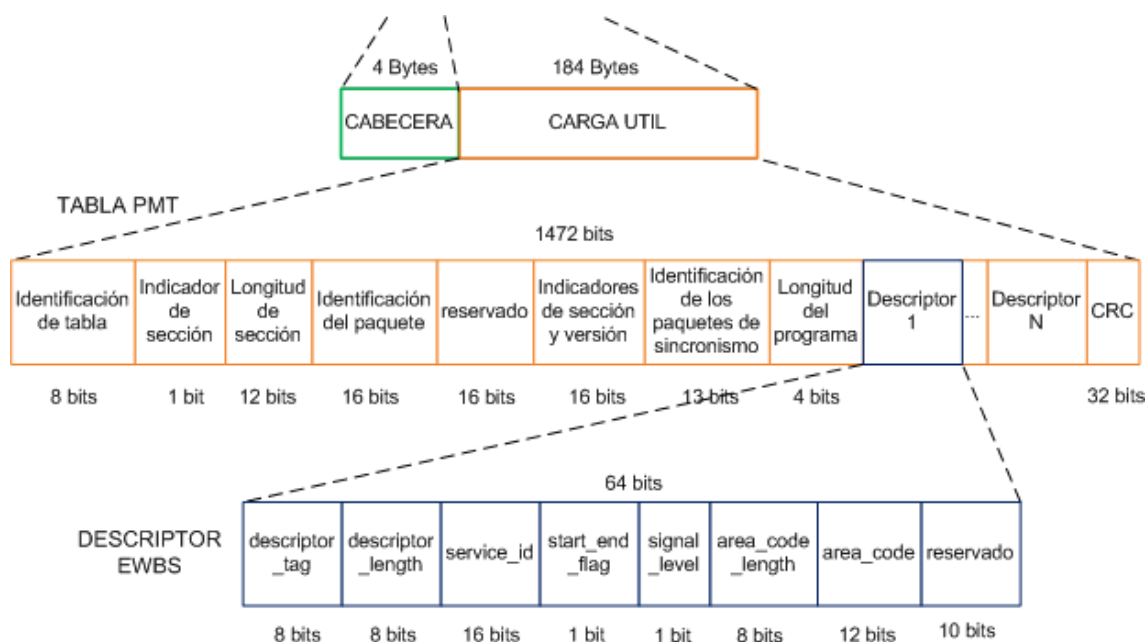 4 Bytes
184 Bytes
CABECERA
CARGA UTIL
TABLA PMT
1472 bits
Identificación
de tabla
Indicador
de
sección
Longitud
de
sección
Identificación
del paquete
reservado
Indicadores
de sección
y versión
Identificación
de los
paquetes de
sincronismo
Longitud
del
programa
Descriptor
1
...
Descriptor
N
CRC
8 bits
1 bit
12 bits
16 bits
16 bits
16 bits
13 bits
4 bits
32 bits
64 bits
DESCRIPTOR
EWBS
descriptor
_tag
descriptor
_length
service_id
start_end
_flag
signal
_level
area_code
_length
area_code
reservado
8 bits
8 bits
16 bits
1 bit
1 bit
8 bits
12 bits
10 bits